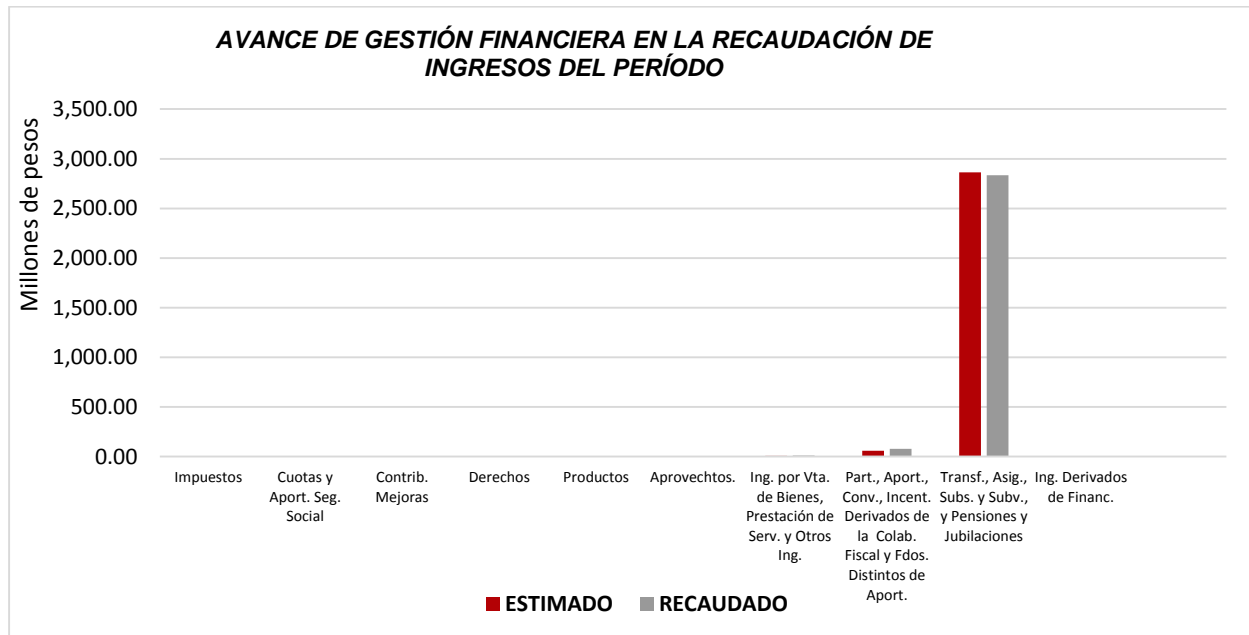 AVANCE DE GESTIÓN FINANCIERA EN LA RECAUDACIÓN DE
INGRESOS DEL PERÍODO
Millones de pesos
3,500.00
3,000.00
2,500.00
2,000.00
1,500.00
1,000.00
500.00
0.00
Impuestos
Cuotas y
Aport. Seg.
Social
Contrib.
Mejoras
Derechos
Productos
Aprovechtos.
Ing. por Vta.
de Bienes,
Prestación de
Serv. y Otros
Ing.
Part., Aport.,
Conv., Incent.
Derivados de
la Colab.
Fiscal y Fdos.
Distintos de
Aport.
Transf., Asig.,
Subs. y Subv.,
y Pensiones y
Jubilaciones
Ing. Derivados
de Financ.
ESTIMADO
RECAUDADO